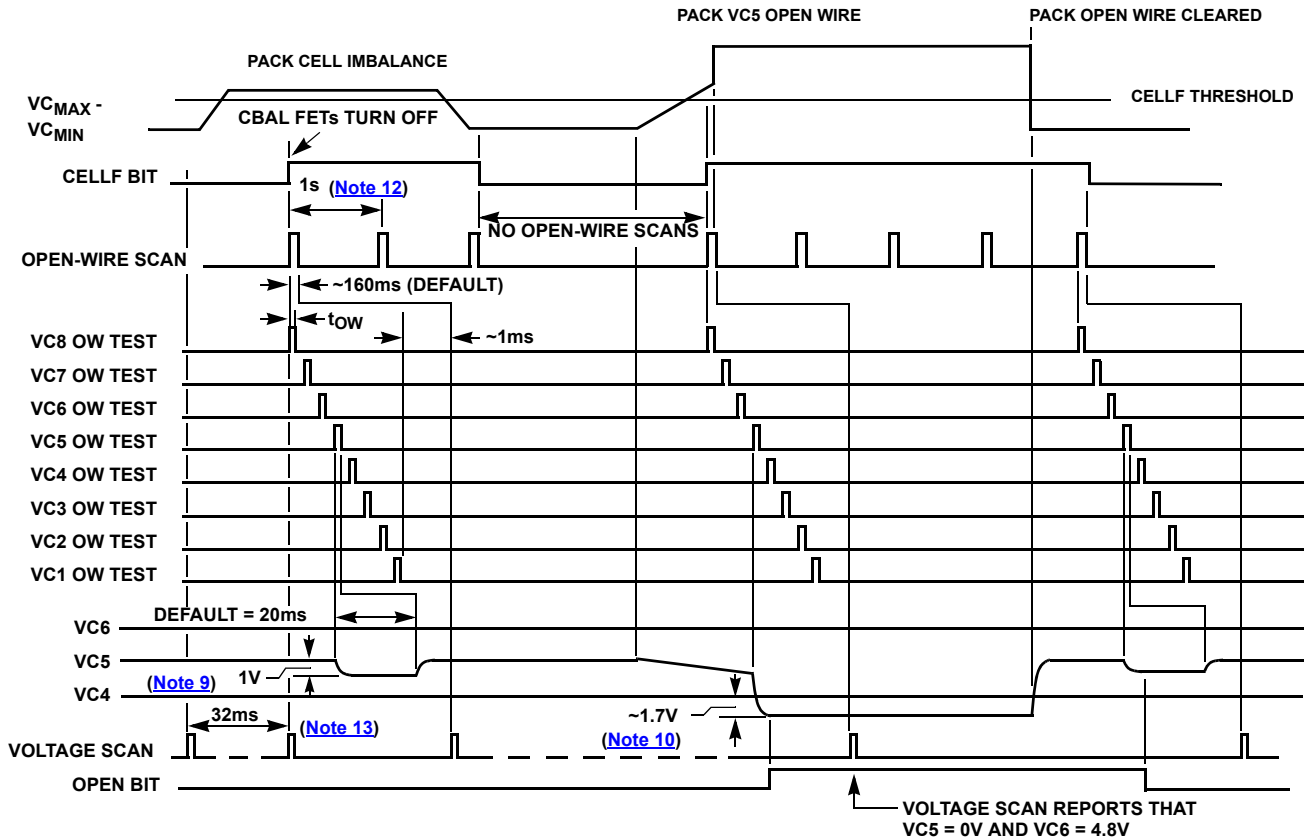 PACK VC5 OPEN WIRE
PACK OPEN WIRE CLEARED
PACK CELL IMBALANCE
VCMAX -
VCMIN
CELLF THRESHOLD
CBAL FETs TURN OFF
CELLF BIT
1s (Note 12)
NO OPEN-WIRE SCANS
OPEN-WIRE SCAN
~160ms (DEFAULT)
tOW
~1ms
VC8 OW TEST
VC7 OW TEST
VC6 OW TEST
VC5 OW TEST
VC4 OW TEST
VC3 OW TEST
VC2 OW TEST
VC1 OW TEST
DEFAULT = 20ms
VC6
VC5
(Note 9) 1V
VC4
~1.7V
(Note 10)
32ms
(Note 13)
VOLTAGE SCAN
OPEN BIT
VOLTAGE SCAN REPORTS THAT
VC5 = 0V AND VC6 = 4.8V